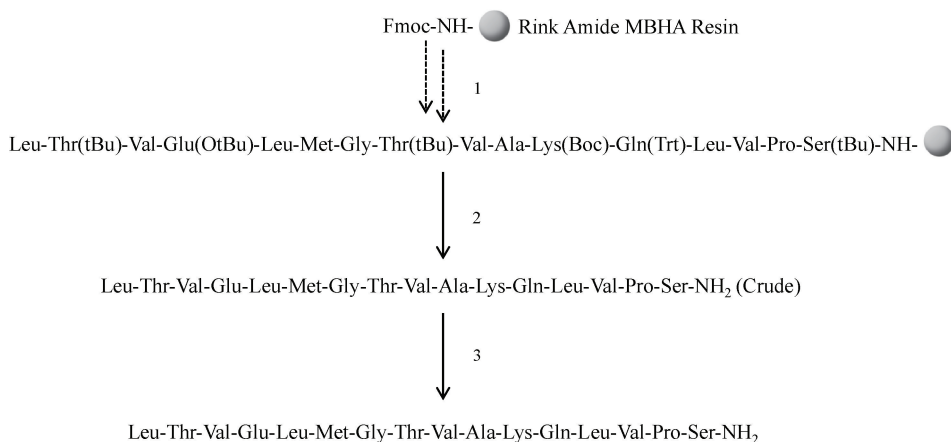 Fmoc-NH- Rink Amide MBHA Resin
1
Leu-Thr(tBu)-Val-Glu(OtBu)-Leu-Met-Gly-Thr(tBu)-Val-Ala-Lys(Boc)-Gln(Trt)-Leu-Val-Pro-Ser(tBu)-NH-
2
Leu-Thr-Val-Glu-Leu-Met-Gly-Thr-Val-Ala-Lys-Gln-Leu-Val-Pro-Ser-NH₂ (Crude)
3
Leu-Thr-Val-Glu-Leu-Met-Gly-Thr-Val-Ala-Lys-Gln-Leu-Val-Pro-Ser-NH₂